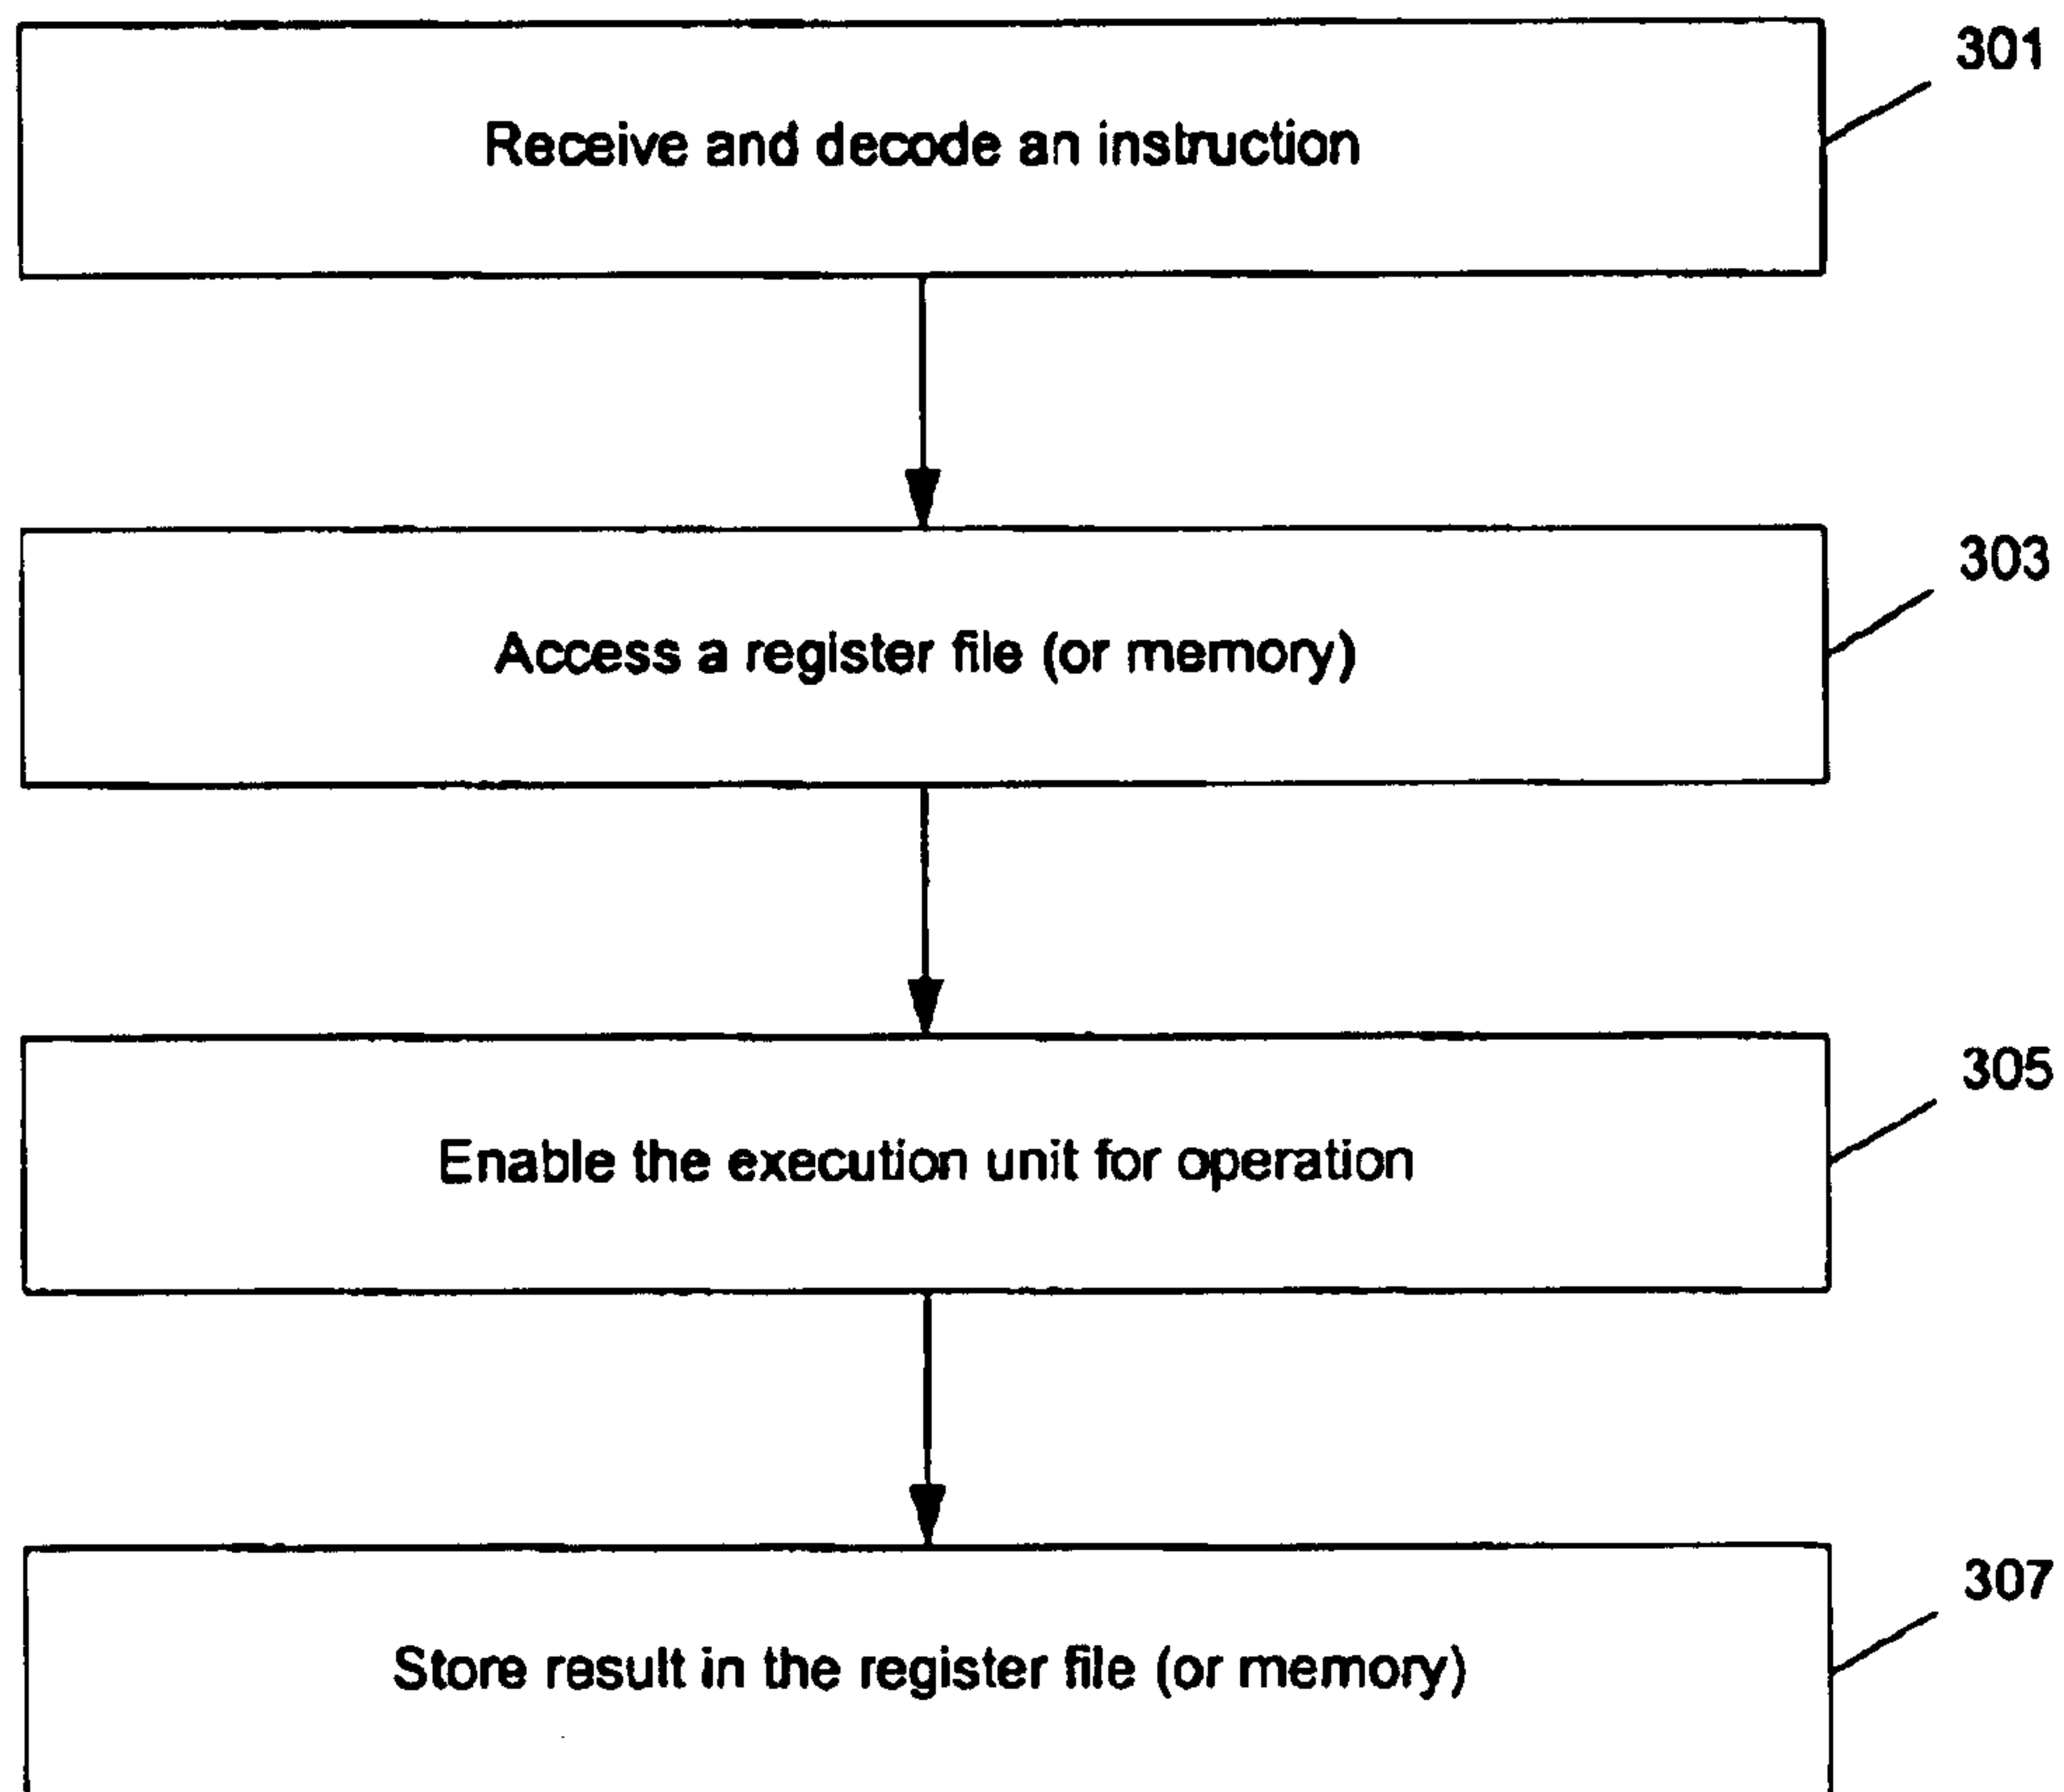 301
Receive and decode an instruction
303
Access a register file (or memory)
305
Enable the execution unit for operation
307
Store result in the register file (or memory)